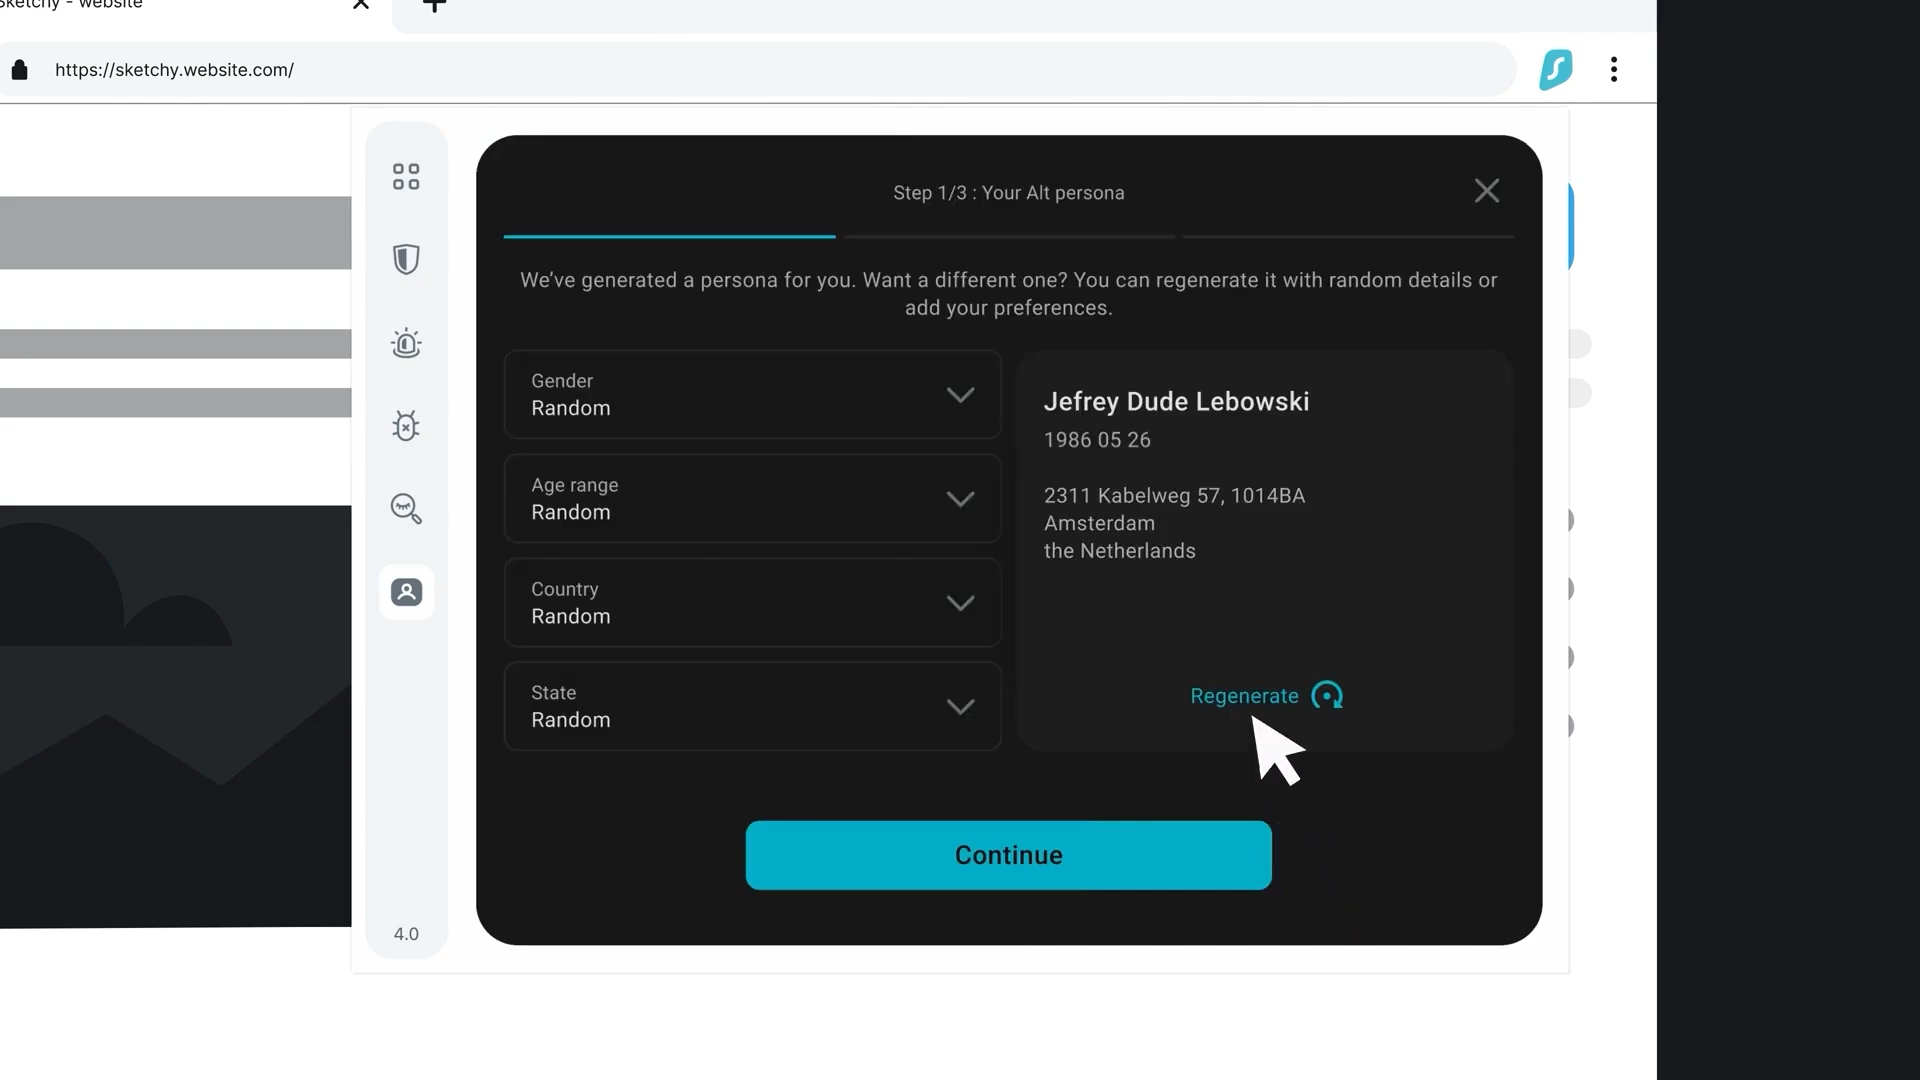 Sketchy - website
https://sketchy.website.com/
Step 1/3 : Your Alt persona
We’ve generated a persona for you. Want a different one? You can regenerate it with random details or
add your preferences.
Gender
Random
Age range
Random
Country
Random
State
Random
Jefrey Dude Lebowski
1986 05 26
2311 Kabelweg 57, 1014BA
Amsterdam
the Netherlands
Regenerate
Continue
4.0